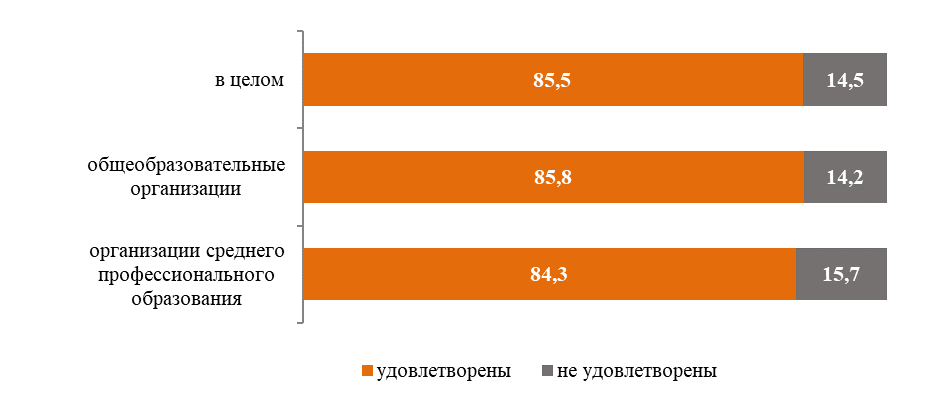 в целом
85,5
14,5
общеобразовательные
организации
85,8
14,2
организации среднего
профессионального
образования
84,3
15,7
удовлетворены
не удовлетворены